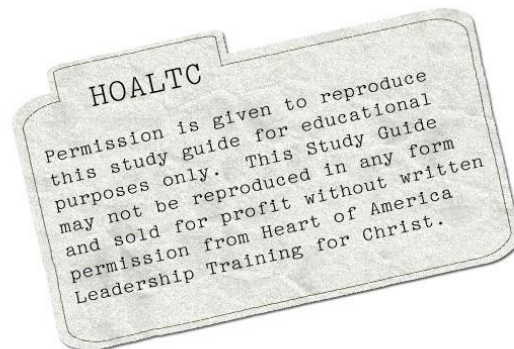 HOALTC
Permission is given to reproduce
this study guide for educational
purposes only.  This Study Guide
may not be reproduced in any form
and sold for profit without written
permission from Heart of America
Leadership Training for Christ.